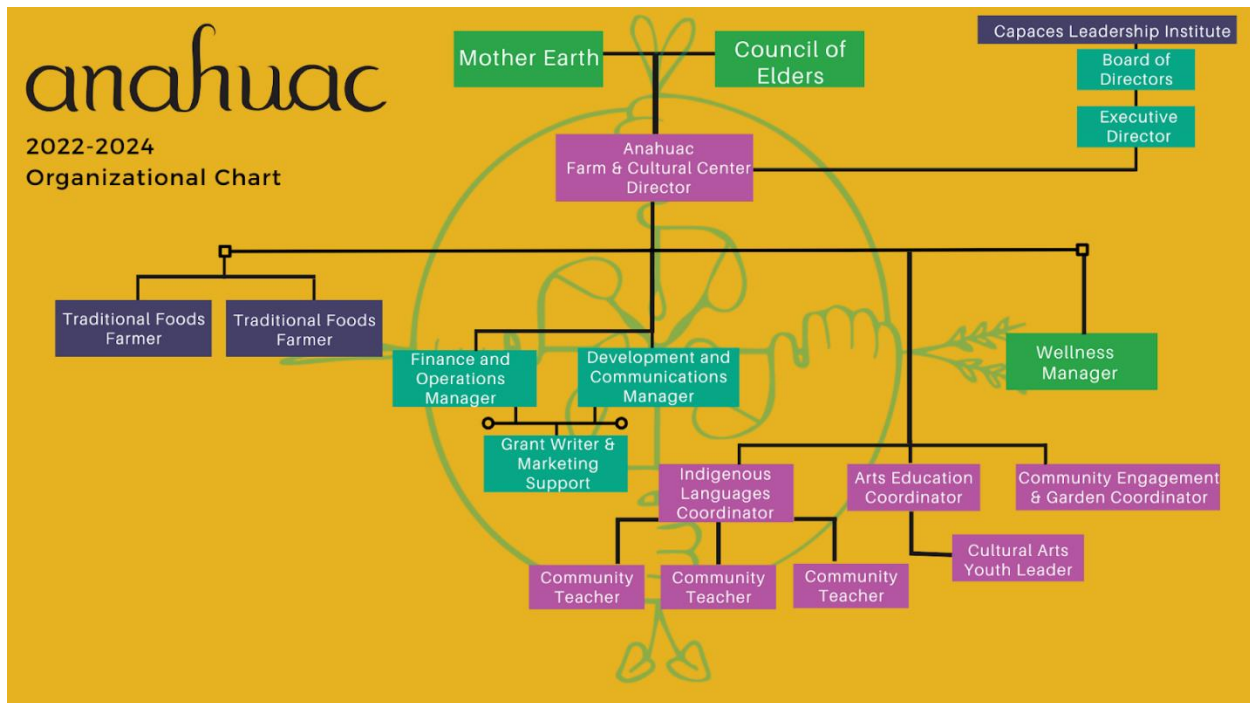 anahuac
2022-2024
Organizational Chart
Mother Earth
Council of
Elders
Capaces Leadership Institute
Board of
Directors
Executive
Director
Anahuac
Farm & Cultural Center
Director
Traditional Foods
Farmer
Traditional Foods
Farmer
Finance and
Operations
Manager
Development and
Communications
Manager
Wellness
Manager
Grant Writer &
Marketing
Support
Indigenous
Languages
Coordinator
Arts Education
Coordinator
Community Engagement
& Garden Coordinator
Community
Teacher
Community
Teacher
Community
Teacher
Cultural Arts
Youth Leader